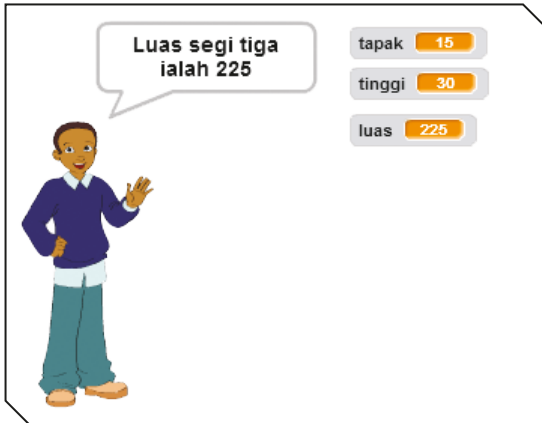 Luas segi tiga
ialah 225
tapak 15
tinggi 30
luas 225